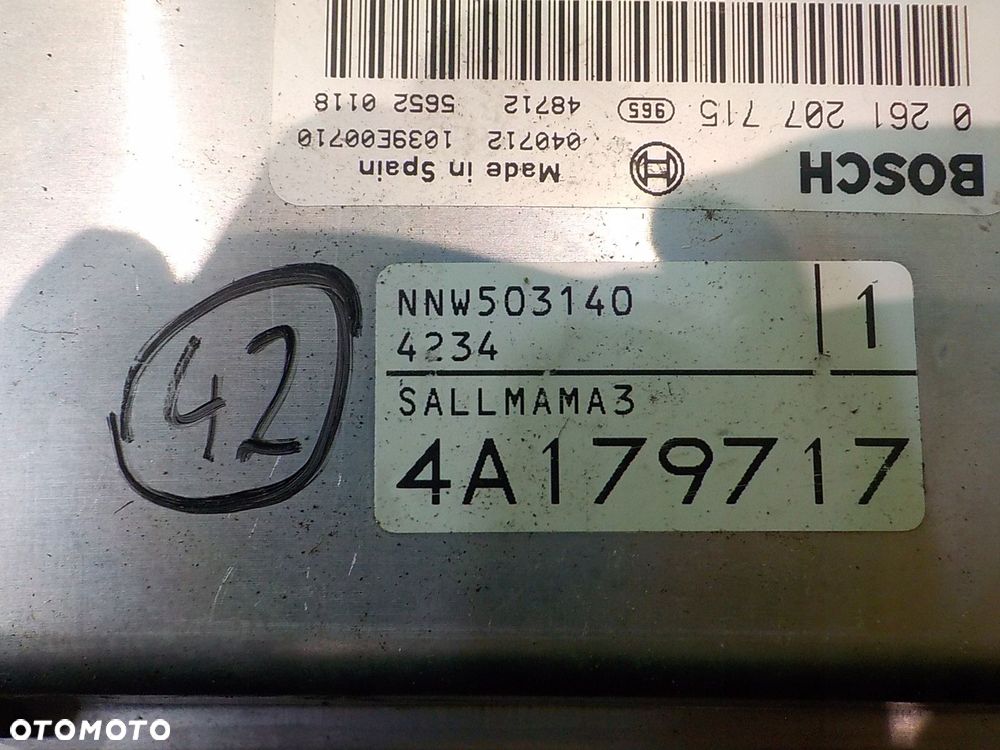 BOSCH
0 261 207 715 965 48712 5652 0118
040712 1039E00710
Made in Spain
NNW503140
4234
1
SALLMAMA3
4A179717
42
OTOMOTO